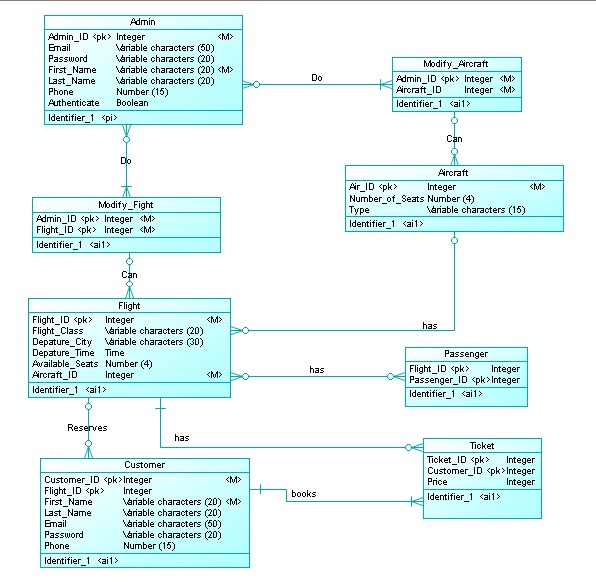 Admin
Admin_ID <pk> Integer <M>
Email Variable characters (50)
Password Variable characters (20)
First_Name Variable characters (20) <M>
Last_Name Variable characters (20)
Phone Number (15)
Authenticate Boolean
Identifier_1 <pi>
Do
Modify_Aircraft
Admin_ID <pk> Integer <M>
Aircraft_ID Integer <M>
Identifier_1 <ai1>
Can
Do
Aircraft
Air_ID <pk> Integer <M>
Number_of_Seats Number (4)
Type Variable characters (15)
Identifier_1 <ai1>
Modify_Fight
Admin_ID <pk> Integer <M>
Flight_ID <pk> Integer <M>
Identifier_1 <ai1>
Can
Flight
Flight_ID <pk> Integer <M>
Flight_Class Variable characters (20)
Depature_City Variable characters (30)
Depature_Time Time
Available_Seats Number (4)
Aircraft_ID Integer <M>
Identifier_1 <ai1>
has
has
Passenger
Flight_ID <pk> Integer
Passenger_ID <pk> Integer
Identifier_1 <ai1>
Reserves
has
Ticket
Ticket_ID <pk> Integer
Customer_ID <pk> Integer
Price Integer
Identifier_1 <ai1>
Customer
Customer_ID <pk> Integer <M>
Flight_ID <pk> Integer
First_Name Variable characters (20) <M>
Last_Name Variable characters (20)
Email Variable characters (50)
Password Variable characters (20)
Phone Number (15)
Identifier_1 <ai1>
books